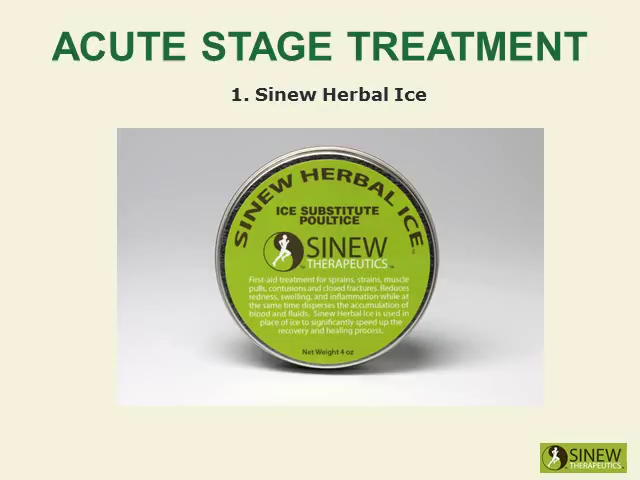 ACUTE STAGE TREATMENT
1. Sinew Herbal Ice
SINEW HERBAL ICE™
ICE SUBSTITUTE
POULTICE
SINEW
THERAPEUTICS™
First-aid treatment for sprains, strains, muscle
pulls, contusions and closed fractures. Reduces
redness, swelling, and inflammation while at
the same time disperses the accumulation of
blood and fluids. Sinew Herbal Ice is used in
place of ice to significantly speed up the
recovery and healing process.
Net Weight 4 oz
SINEW
THERAPEUTICS